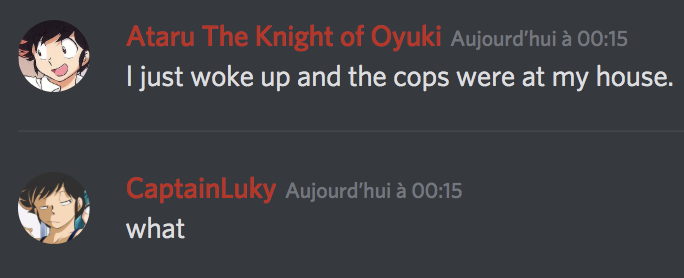 Ataru The Knight of Oyuki Aujourd’hui à 00:15
I just woke up and the cops were at my house.
CaptainLuky Aujourd’hui à 00:15
what